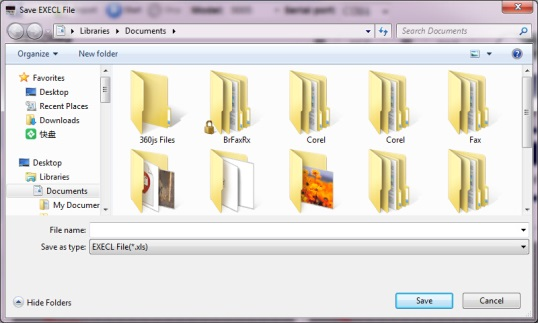 Save EXECL File
Libraries
Documents
Search Documents
Organize
New folder
Favorites
Desktop
Recent Places
Downloads
快盘
Desktop
Libraries
Documents
My Documen
360js Files
BrFaxRx
Corel
Corel
Fax
File name:
Save as type: EXECL File(*.xls)
Hide Folders
Save
Cancel